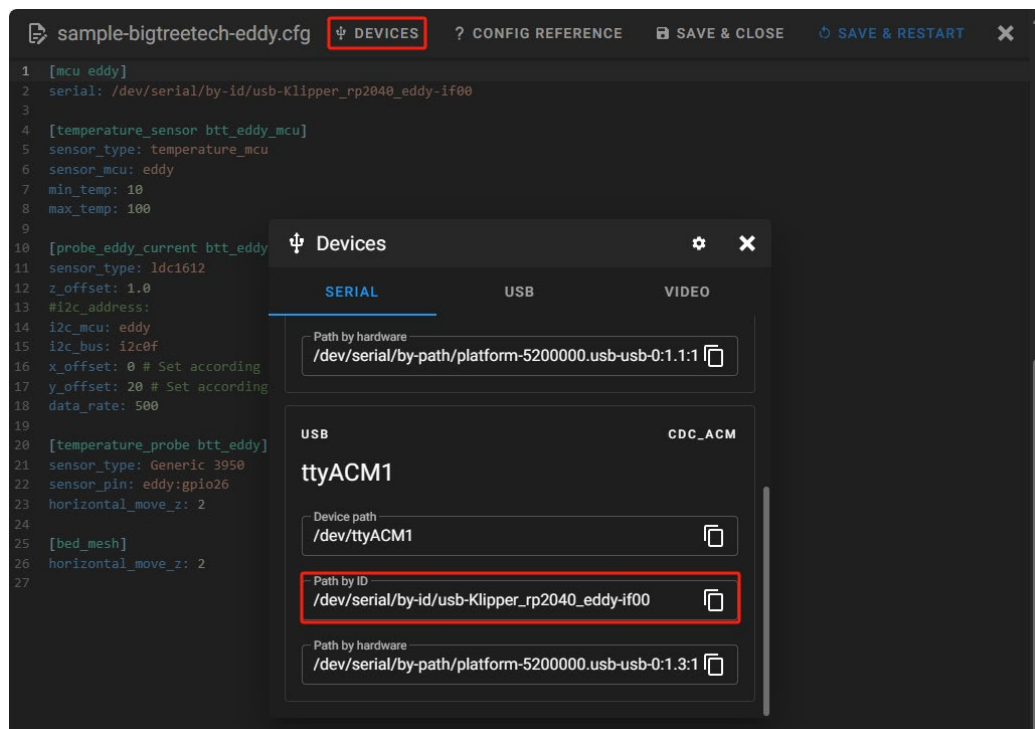 sample-bigtreetech-eddy.cfg DEVICES ? CONFIG REFERENCE SAVE & CLOSE SAVE & RESTART
1 [mcu eddy]
2 serial: /dev/serial/by-id/usb-Klipper_rp2040_eddy-if00
3
4 [temperature_sensor btt_eddy_mcu]
5 sensor_type: temperature_mcu
6 sensor_mcu: eddy
7 min_temp: 10
8 max_temp: 100
9
10 [probe_eddy_current btt_eddy
11 sensor_type: ldc1612
12 z_offset: 1.0
13 #i2c_address:
14 i2c_mcu: eddy
15 i2c_bus: i2c0f
16 x_offset: 0 # Set according
17 y_offset: 20 # Set according
18 data_rate: 500
19
20 [temperature_probe btt_eddy]
21 sensor_type: Generic 3950
22 sensor_pin: eddy:gpio26
23 horizontal_move_z: 2
24
25 [bed_mesh]
26 horizontal_move_z: 2
27
Devices
SERIAL USB VIDEO
Path by hardware
/dev/serial/by-path/platform-5200000.usb-usb-0:1.1:1
USB CDC_ACM
ttyACM1
Device path
/dev/ttyACM1
Path by ID
/dev/serial/by-id/usb-Klipper_rp2040_eddy-if00
Path by hardware
/dev/serial/by-path/platform-5200000.usb-usb-0:1.3:1